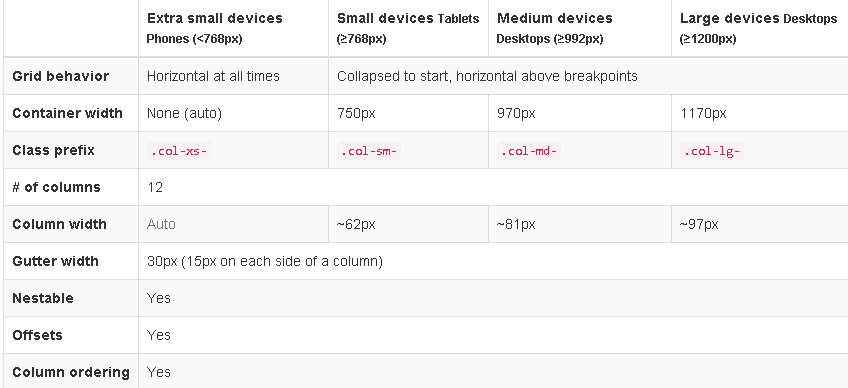 Extra small devices Small devices Tablets Medium devices Large devices Desktops
Phones (<768px) (≥768px) Desktops (≥992px) (≥1200px)
Grid behavior Horizontal at all times Collapsed to start, horizontal above breakpoints
Container width None (auto) 750px 970px 1170px
Class prefix .col-xs- .col-sm- .col-md- .col-lg-
# of columns 12
Column width Auto ~62px ~81px ~97px
Gutter width 30px (15px on each side of a column)
Nestable Yes
Offsets Yes
Column ordering Yes